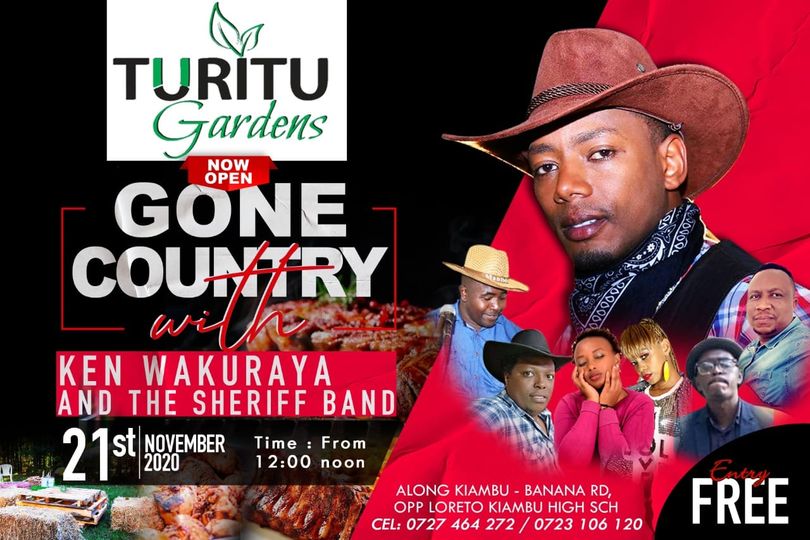 TURITU
Gardens
NOW
OPEN
GONE
COUNTRY
with
KEN WAKURAYA
AND THE SHERIFF BAND
21st
NOVEMBER
2020
Time : From
12:00 noon
ALONG KIAMBU - BANANA RD,
OPP LORETO KIAMBU HIGH SCH
CEL: 0727 464 272 / 0723 106 120
Entry
FREE